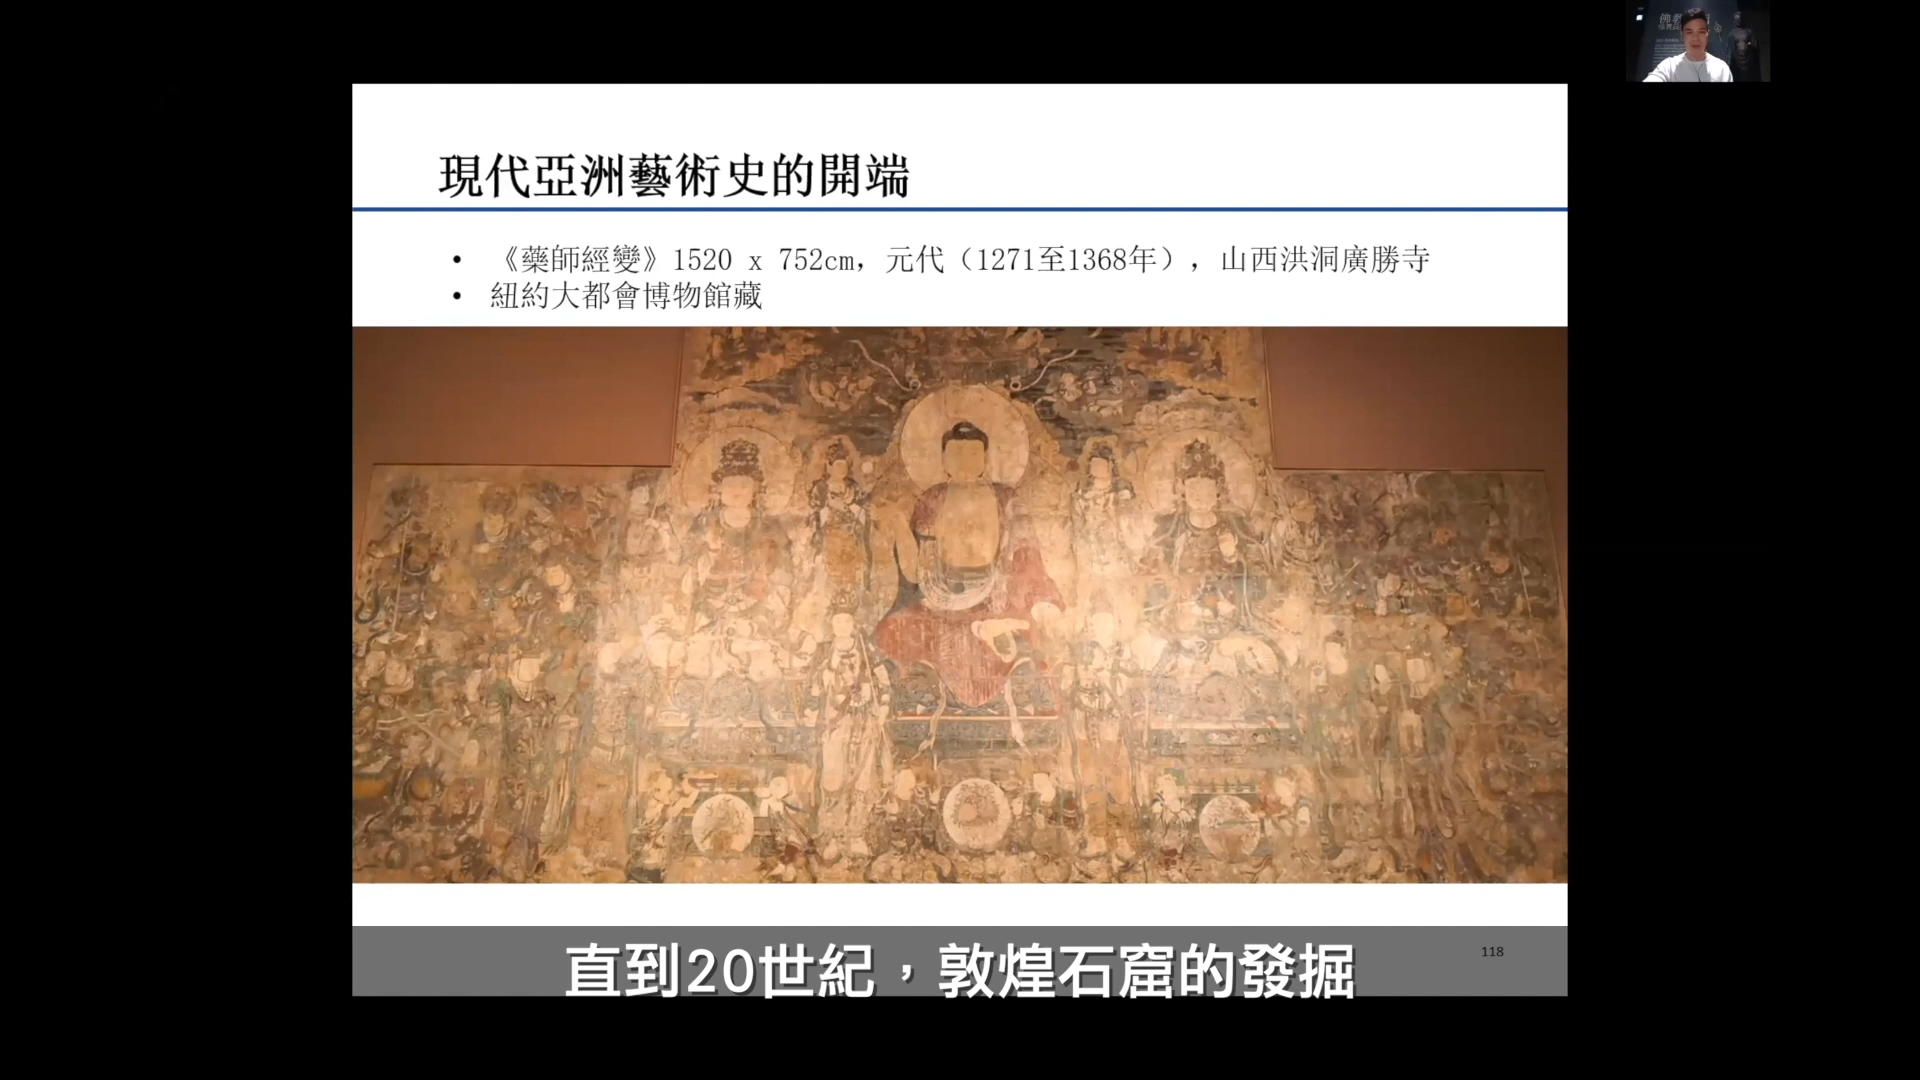 現代亞洲藝術史的開端
• 《藥師經變》1520 x 752cm，元代（1271至1368年），山西洪洞廣勝寺
• 紐約大都會博物館藏
直到20世紀，敦煌石窟的發掘
118